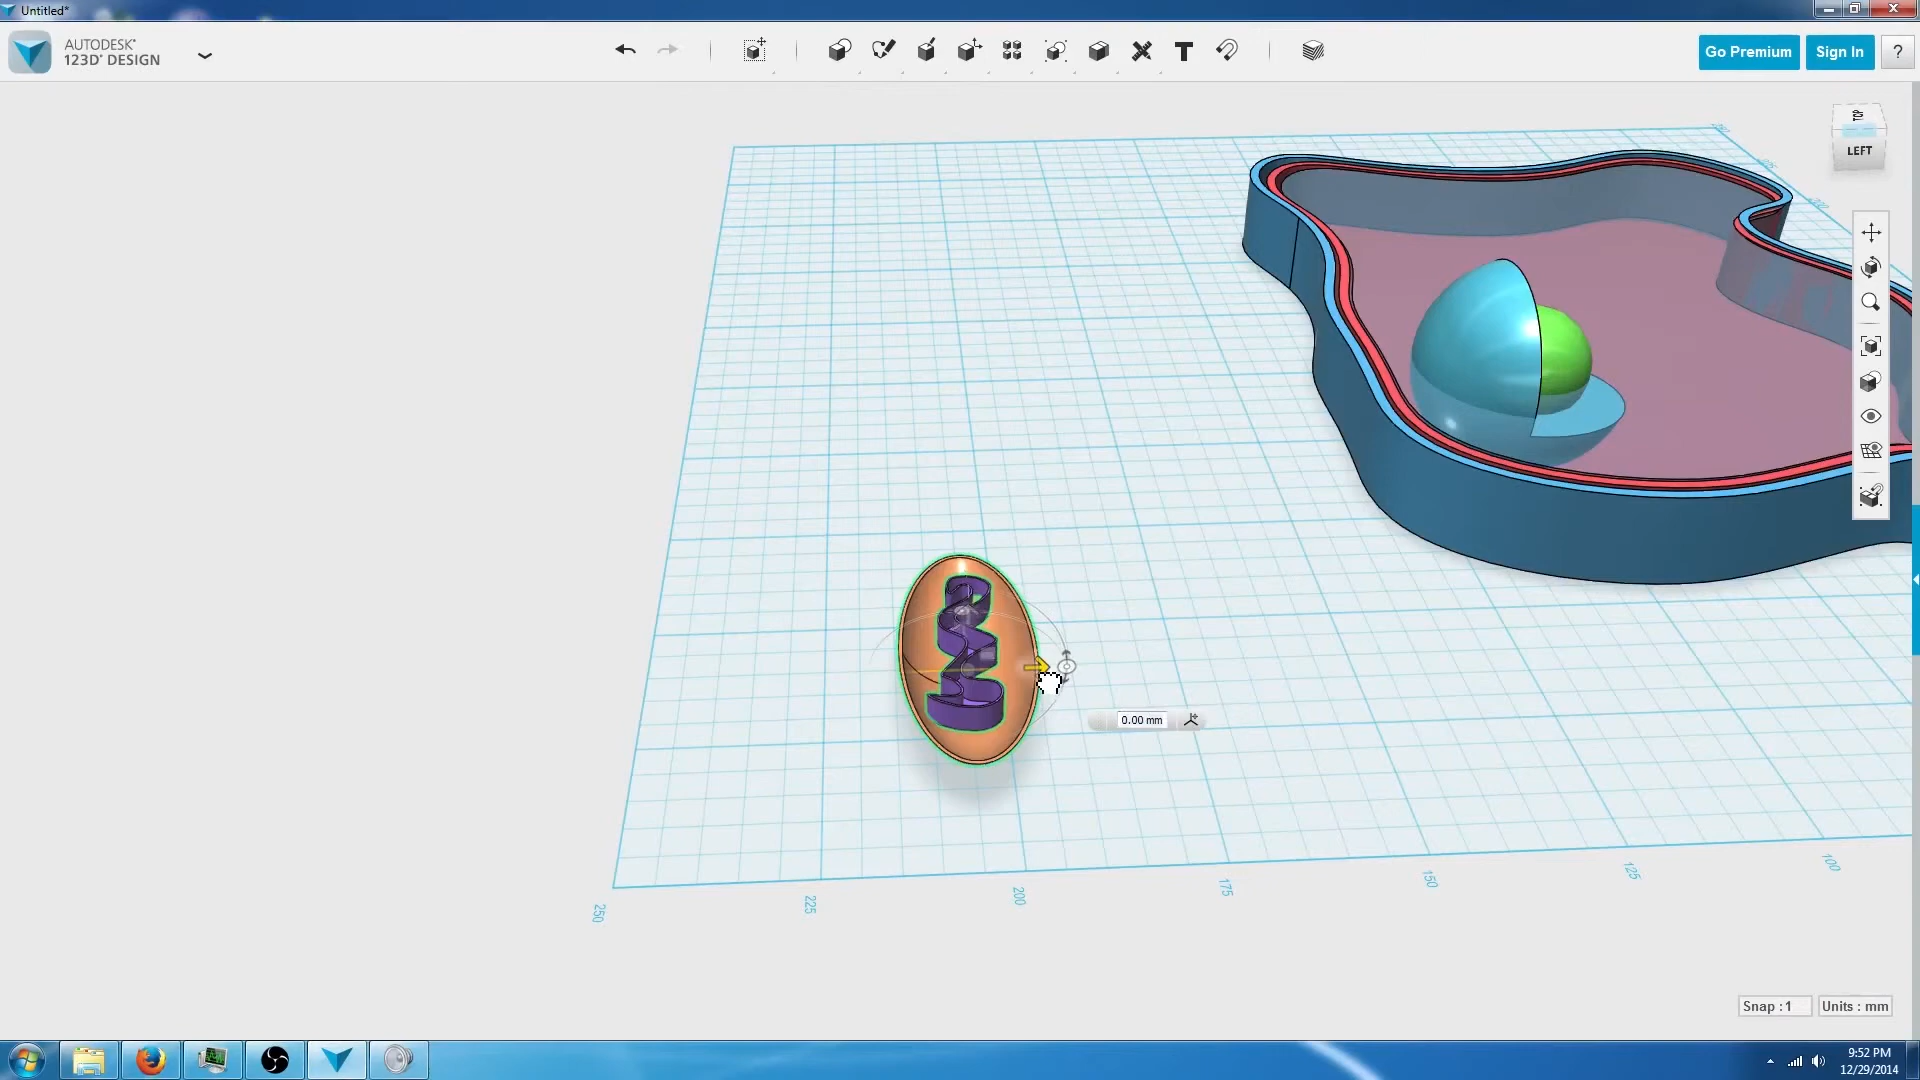 Untitled*
AUTODESK®
123D® DESIGN
Go Premium
Sign In
?
TOP
LEFT
0.00 mm
250
225
200
175
150
125
100
Snap : 1
Units : mm
9:52 PM
12/29/2014